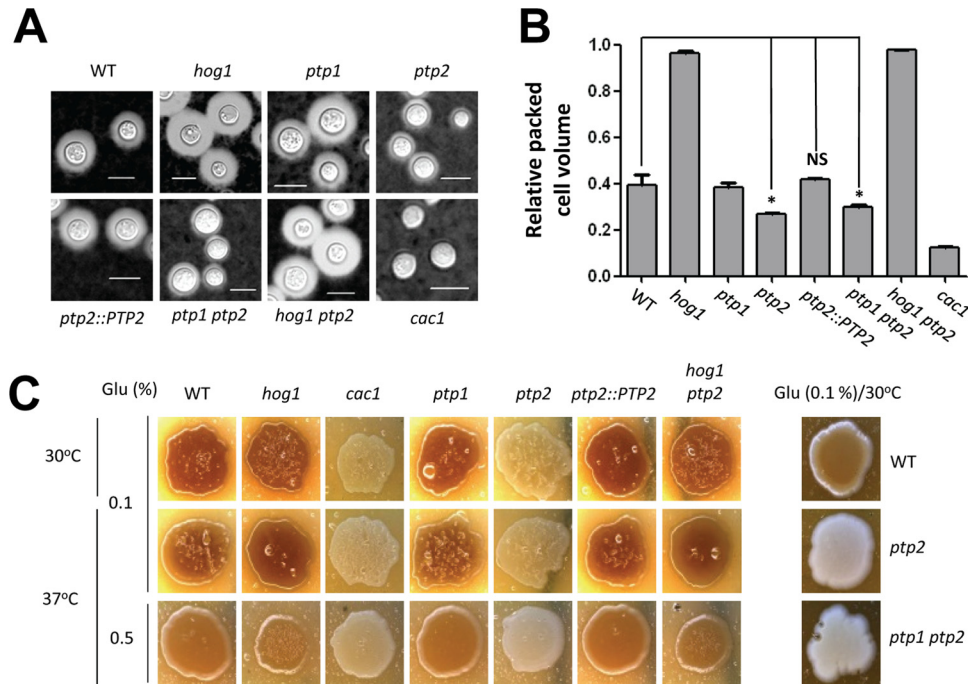 A
WT hog1 ptp1 ptp2
ptp2::PTP2 ptp1 ptp2 hog1 ptp2 cac1
B
Relative packed
cell volume
1.0
0.8
0.6
0.4
0.2
0.0
NS
*
*
WT
hog1
ptp1
ptp2
ptp2::PTP2
ptp1 ptp2
hog1 ptp2
cac1
C
Glu (%) WT hog1 cac1 ptp1 ptp2 ptp2::PTP2 hog1
ptp2
Glu (0.1 %)/30oC
30oC
0.1
37oC
0.5
WT
ptp2
ptp1 ptp2